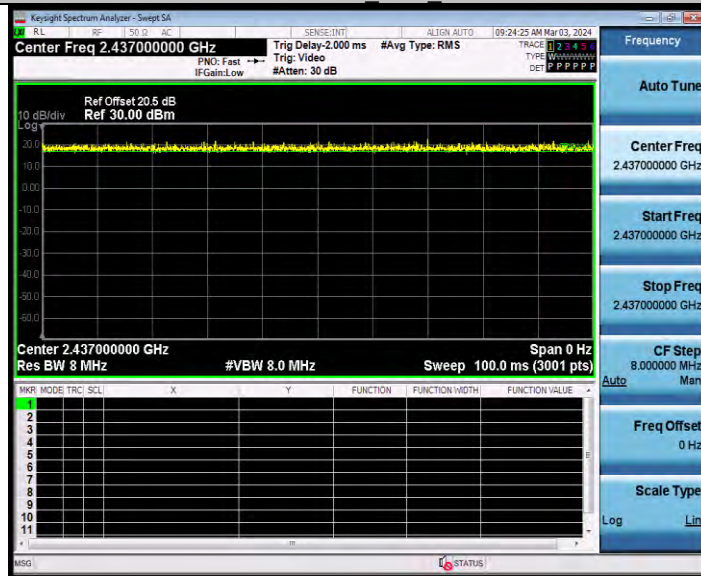 Keysight Spectrum Analyzer - Swept SA
RL RF 50 Ω AC SENSE:INT ALIGN AUTO 09:24:25 AM Mar 03, 2024
Center Freq 2.437000000 GHz
PNO: Fast
IFGain:Low
Trig Delay-2.000 ms
Trig: Video
#Atten: 30 dB
#Avg Type: RMS
TRACE 1 2 3 4 5 6
TYPE W
DET P P P P P P
Ref Offset 20.5 dB
10 dB/div Ref 30.00 dBm
Log
20.0
10.0
0.00
-10.0
-20.0
-30.0
-40.0
-50.0
-60.0
Center 2.437000000 GHz Span 0 Hz
Res BW 8 MHz #VBW 8.0 MHz Sweep 100.0 ms (3001 pts)
MKR MODE TRC SCL X Y FUNCTION FUNCTION WIDTH FUNCTION VALUE
1
2
3
4
5
6
7
8
9
10
11
MSG STATUS
Frequency
Auto Tune
Center Freq
2.437000000 GHz
Start Freq
2.437000000 GHz
Stop Freq
2.437000000 GHz
CF Step
8.000000 MHz
Auto Man
Freq Offset
0 Hz
Scale Type
Log Lin